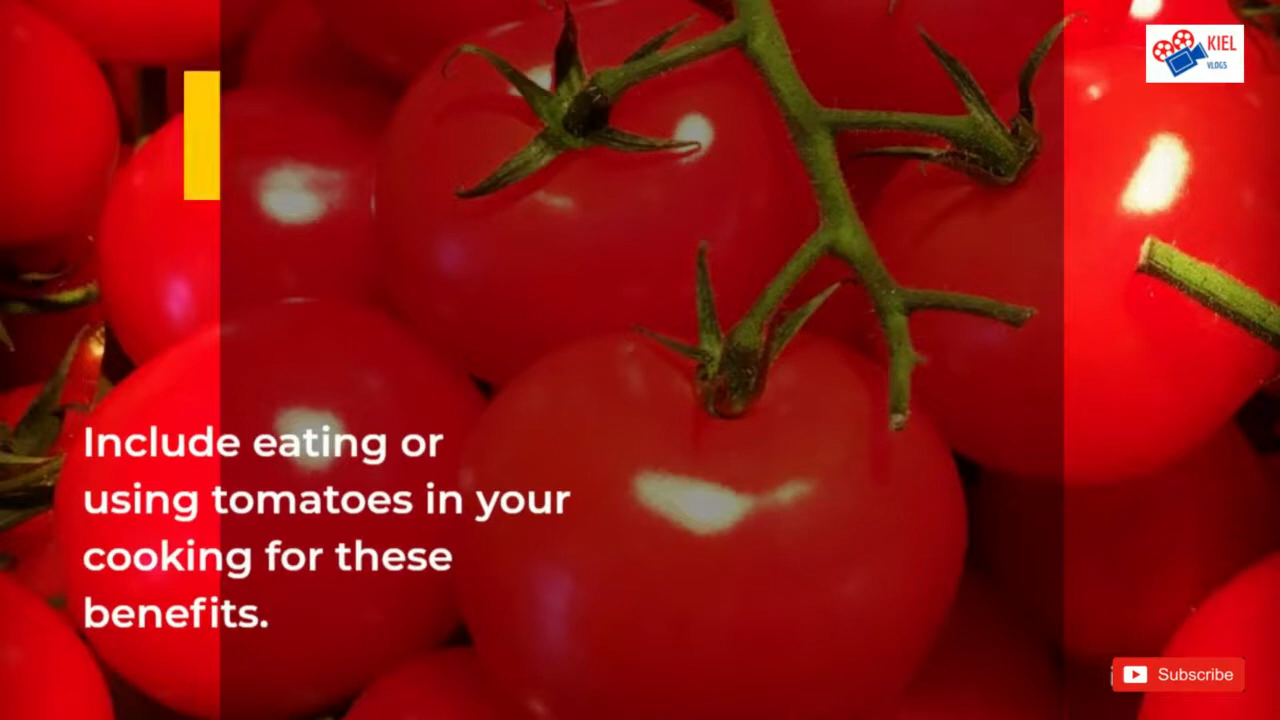 KIEL
VLOGS
Include eating or
using tomatoes in your
cooking for these
benefits.
Subscribe